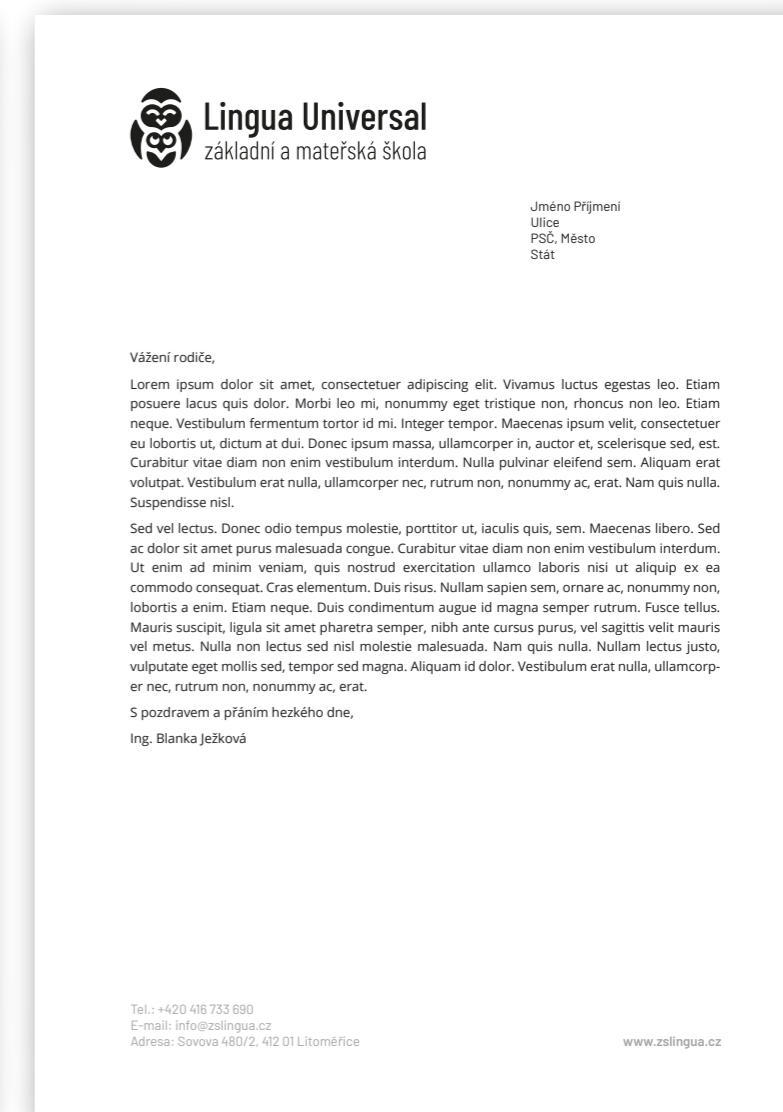 Lingua Universal
základní a mateřská škola
Jméno Příjmení
Ulice
PSČ, Město
Stát
Vážení rodiče,
Lorem ipsum dolor sit amet, consectetuer adipiscing elit. Vivamus luctus egestas leo. Etiam
posuere lacus quis dolor. Morbi leo mi, nonummy eget tristique non, rhoncus non leo. Etiam
neque. Vestibulum fermentum tortor id mi. Integer tempor. Maecenas ipsum velit, consectetuer
eu lobortis ut, dictum at dui. Donec ipsum massa, ullamcorper in, auctor et, scelerisque sed, est.
Curabitur vitae diam non enim vestibulum interdum. Nulla pulvinar eleifend sem. Aliquam erat
volutpat. Vestibulum erat nulla, ullamcorper nec, rutrum non, nonummy ac, erat. Nam quis nulla.
Suspendisse nisl.
Sed vel lectus. Donec odio tempus molestie, porttitor ut, iaculis quis, sem. Maecenas libero. Sed
ac dolor sit amet purus malesuada congue. Curabitur vitae diam non enim vestibulum interdum.
Ut enim ad minim veniam, quis nostrud exercitation ullamco laboris nisi ut aliquip ex ea
commodo consequat. Cras elementum. Duis risus. Nullam sapien sem, ornare ac, nonummy non,
lobortis a enim. Etiam neque. Duis condimentum augue id magna semper rutrum. Fusce tellus.
Mauris suscipit, ligula sit amet pharetra semper, nibh ante cursus purus, vel sagittis velit mauris
vel metus. Nulla non lectus sed nisl molestie malesuada. Nam quis nulla. Nullam lectus justo,
vulputate eget mollis sed, tempor sed magna. Aliquam id dolor. Vestibulum erat nulla, ullamcorp-
er nec, rutrum non, nonummy ac, erat.
S pozdravem a přáním hezkého dne,
Ing. Blanka Ježková
Tel.: +420 416 733 690
E-mail: info@zslingua.cz
Adresa: Sovova 480/2, 412 01 Litoměřice
www.zslingua.cz